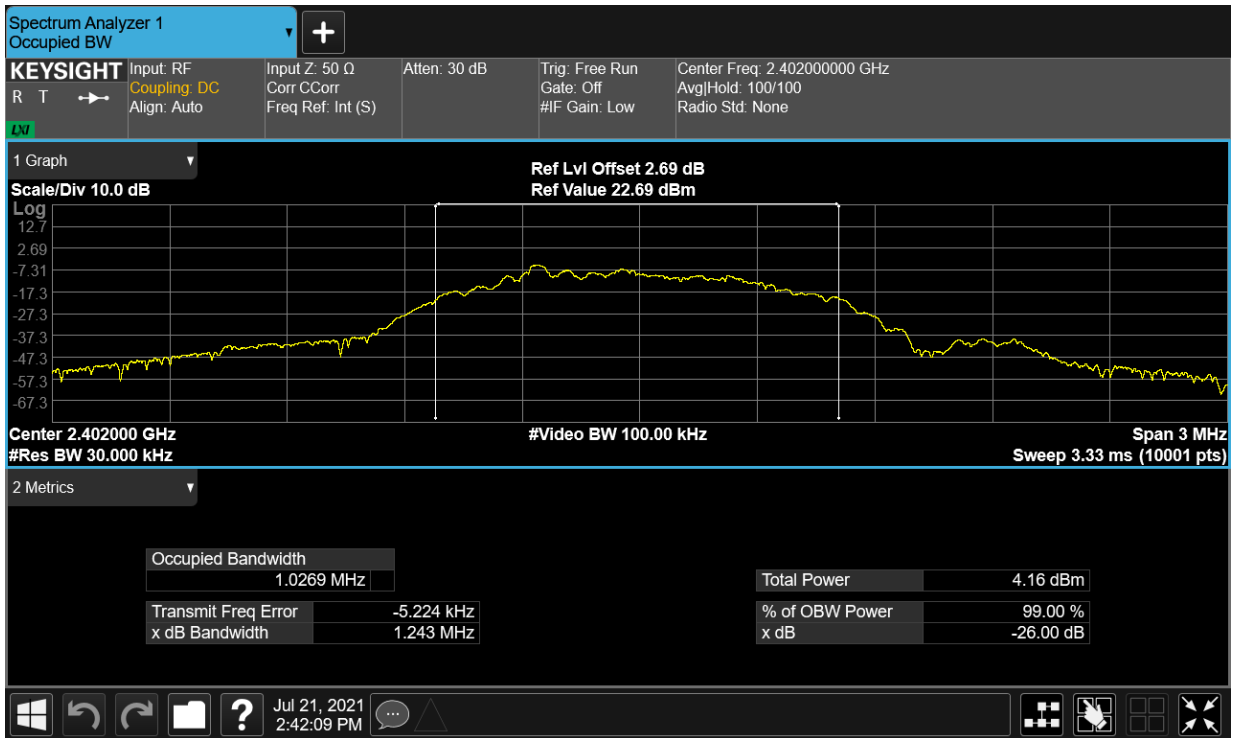 Spectrum Analyzer 1
Occupied BW
KEYSIGHT
R T
LXI
Input: RF
Coupling: DC
Align: Auto
Input Z: 50 Ω
Corr CCorr
Freq Ref: Int (S)
Atten: 30 dB
Trig: Free Run
Gate: Off
#IF Gain: Low
Center Freq: 2.402000000 GHz
Avg|Hold: 100/100
Radio Std: None
1 Graph
Scale/Div 10.0 dB
Ref Lvl Offset 2.69 dB
Ref Value 22.69 dBm
Log
12.7
2.69
-7.31
-17.3
-27.3
-37.3
-47.3
-57.3
-67.3
Center 2.402000 GHz
#Res BW 30.000 kHz
#Video BW 100.00 kHz
Span 3 MHz
Sweep 3.33 ms (10001 pts)
2 Metrics
Occupied Bandwidth
1.0269 MHz
Transmit Freq Error -5.224 kHz
x dB Bandwidth 1.243 MHz
Total Power 4.16 dBm
% of OBW Power 99.00 %
x dB -26.00 dB
?
Jul 21, 2021
2:42:09 PM